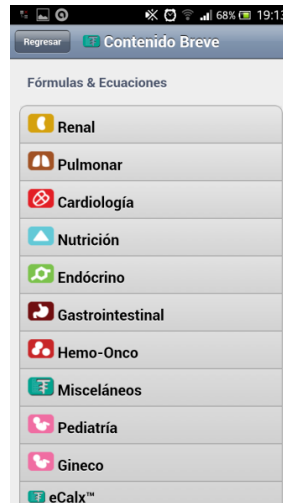 68% 19:13
Regresar Contenido Breve
Fórmulas & Ecuaciones
Renal
Pulmonar
Cardiología
Nutrición
Endócrino
Gastrointestinal
Hemo-Onco
Misceláneos
Pediatría
Gineco
eCalx™